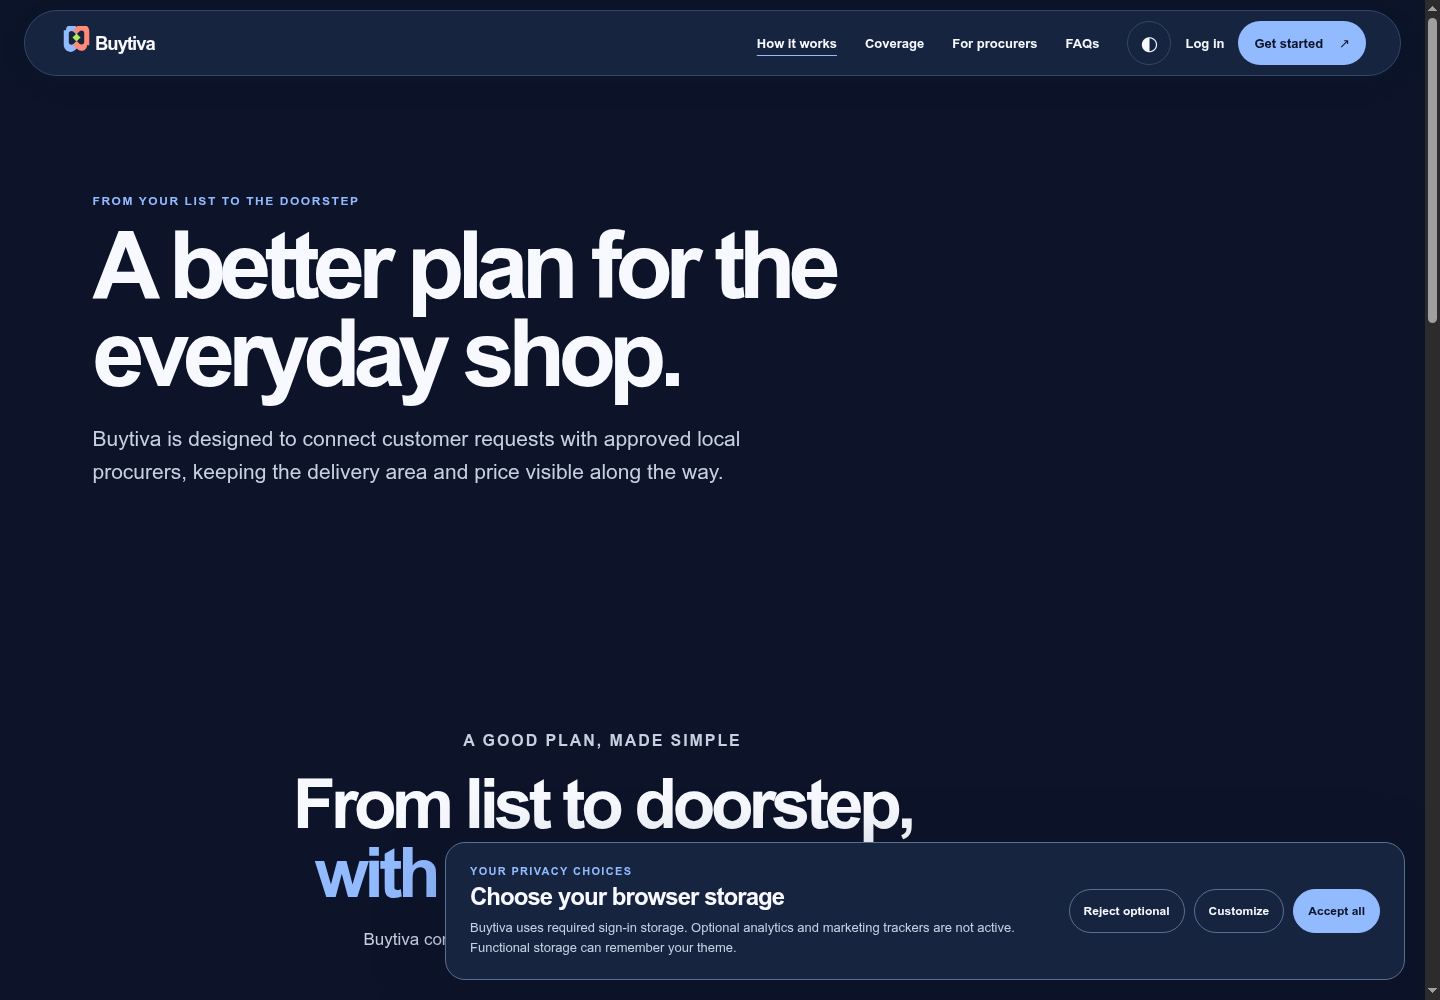 Buytiva
How it works
Coverage
For procurers
FAQs
Log in
Get started ↗
FROM YOUR LIST TO THE DOORSTEP
A better plan for the
everyday shop.
Buytiva is designed to connect customer requests with approved local
procurers, keeping the delivery area and price visible along the way.
A GOOD PLAN, MADE SIMPLE
From list to doorstep,
with
Buytiva
YOUR PRIVACY CHOICES
Choose your browser storage
Buytiva uses required sign-in storage. Optional analytics and marketing trackers are not active.
Functional storage can remember your theme.
Reject optional
Customize
Accept all